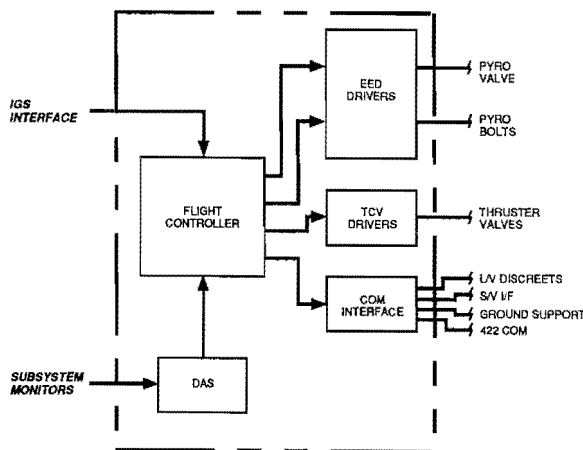 IGS
INTERFACE
EED
DRIVERS
PYRO
VALVE
PYRO
BOLTS
FLIGHT
CONTROLLER
TCV
DRIVERS
THRUSTER
VALVES
COM
INTERFACE
L/V DISCREETS
S/V I/F
GROUND SUPPORT
422 COM
SUBSYSTEM
MONITORS
DAS